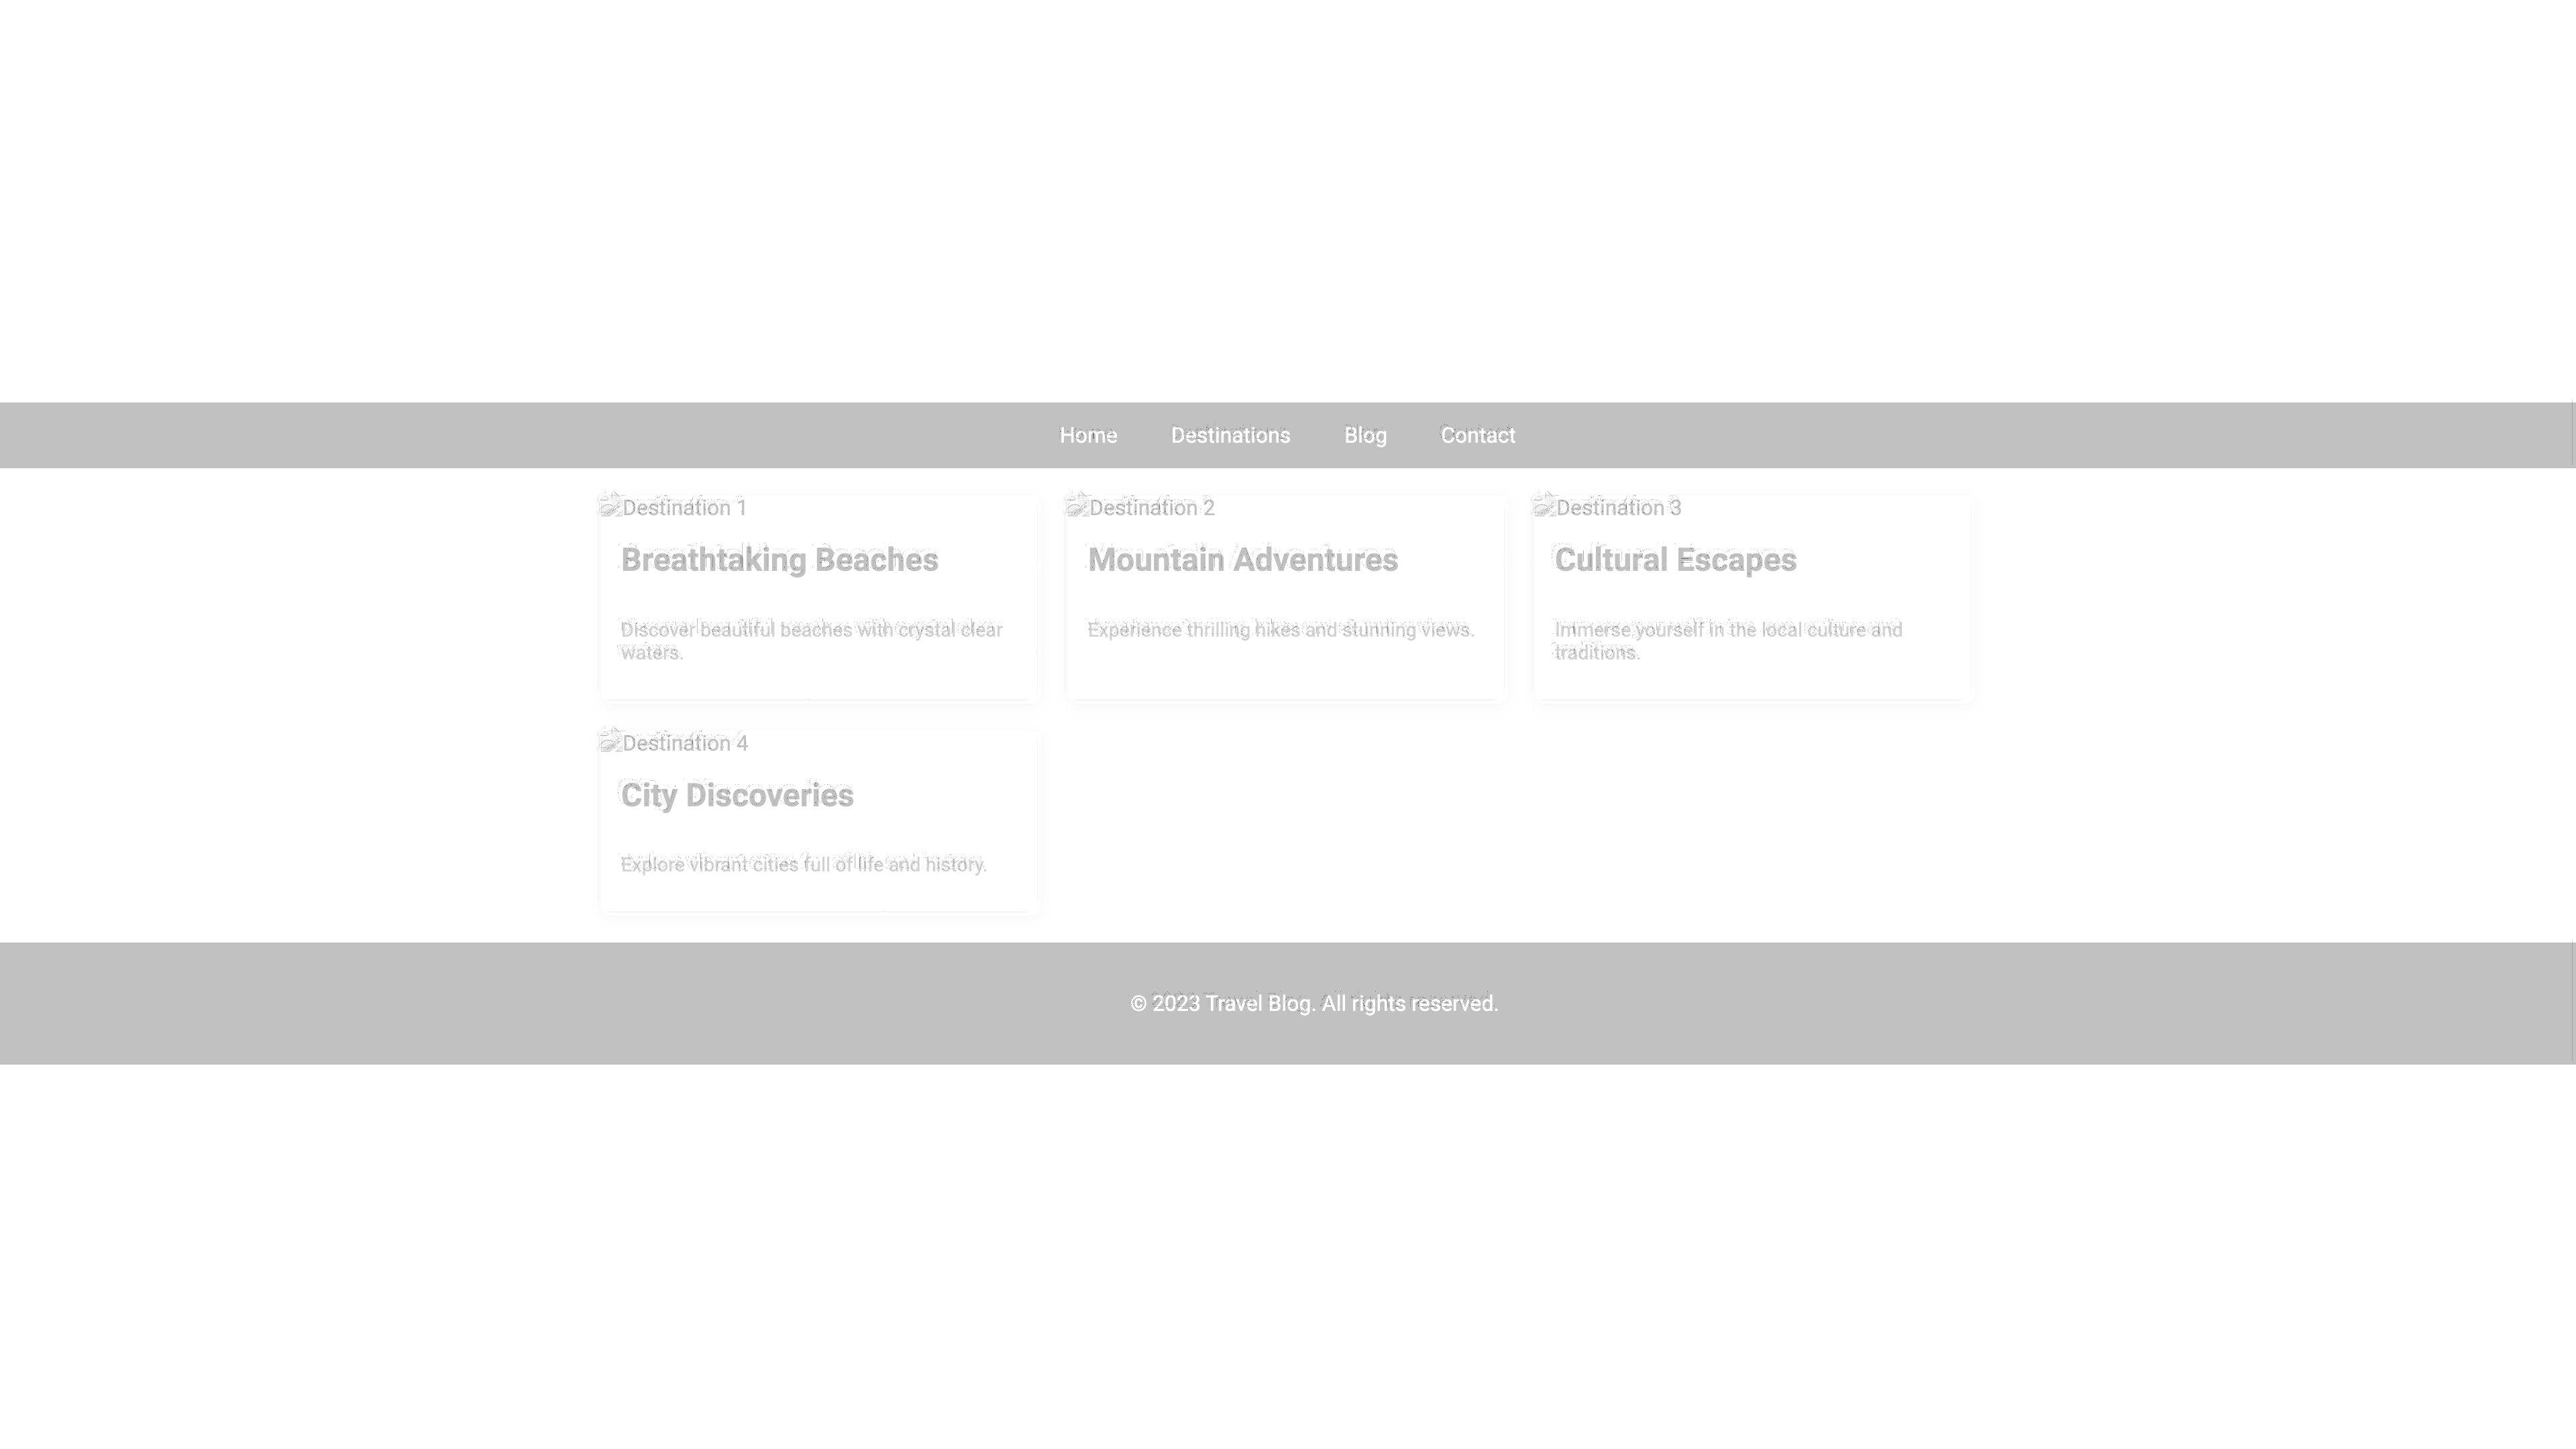 Home Destinations Blog Contact
Destination 1
Breathtaking Beaches
Discover beautiful beaches with crystal clear
waters.
Destination 2
Mountain Adventures
Experience thrilling hikes and stunning views.
Destination 3
Cultural Escapes
Immerse yourself in the local culture and
traditions.
Destination 4
City Discoveries
Explore vibrant cities full of life and history.
© 2023 Travel Blog. All rights reserved.